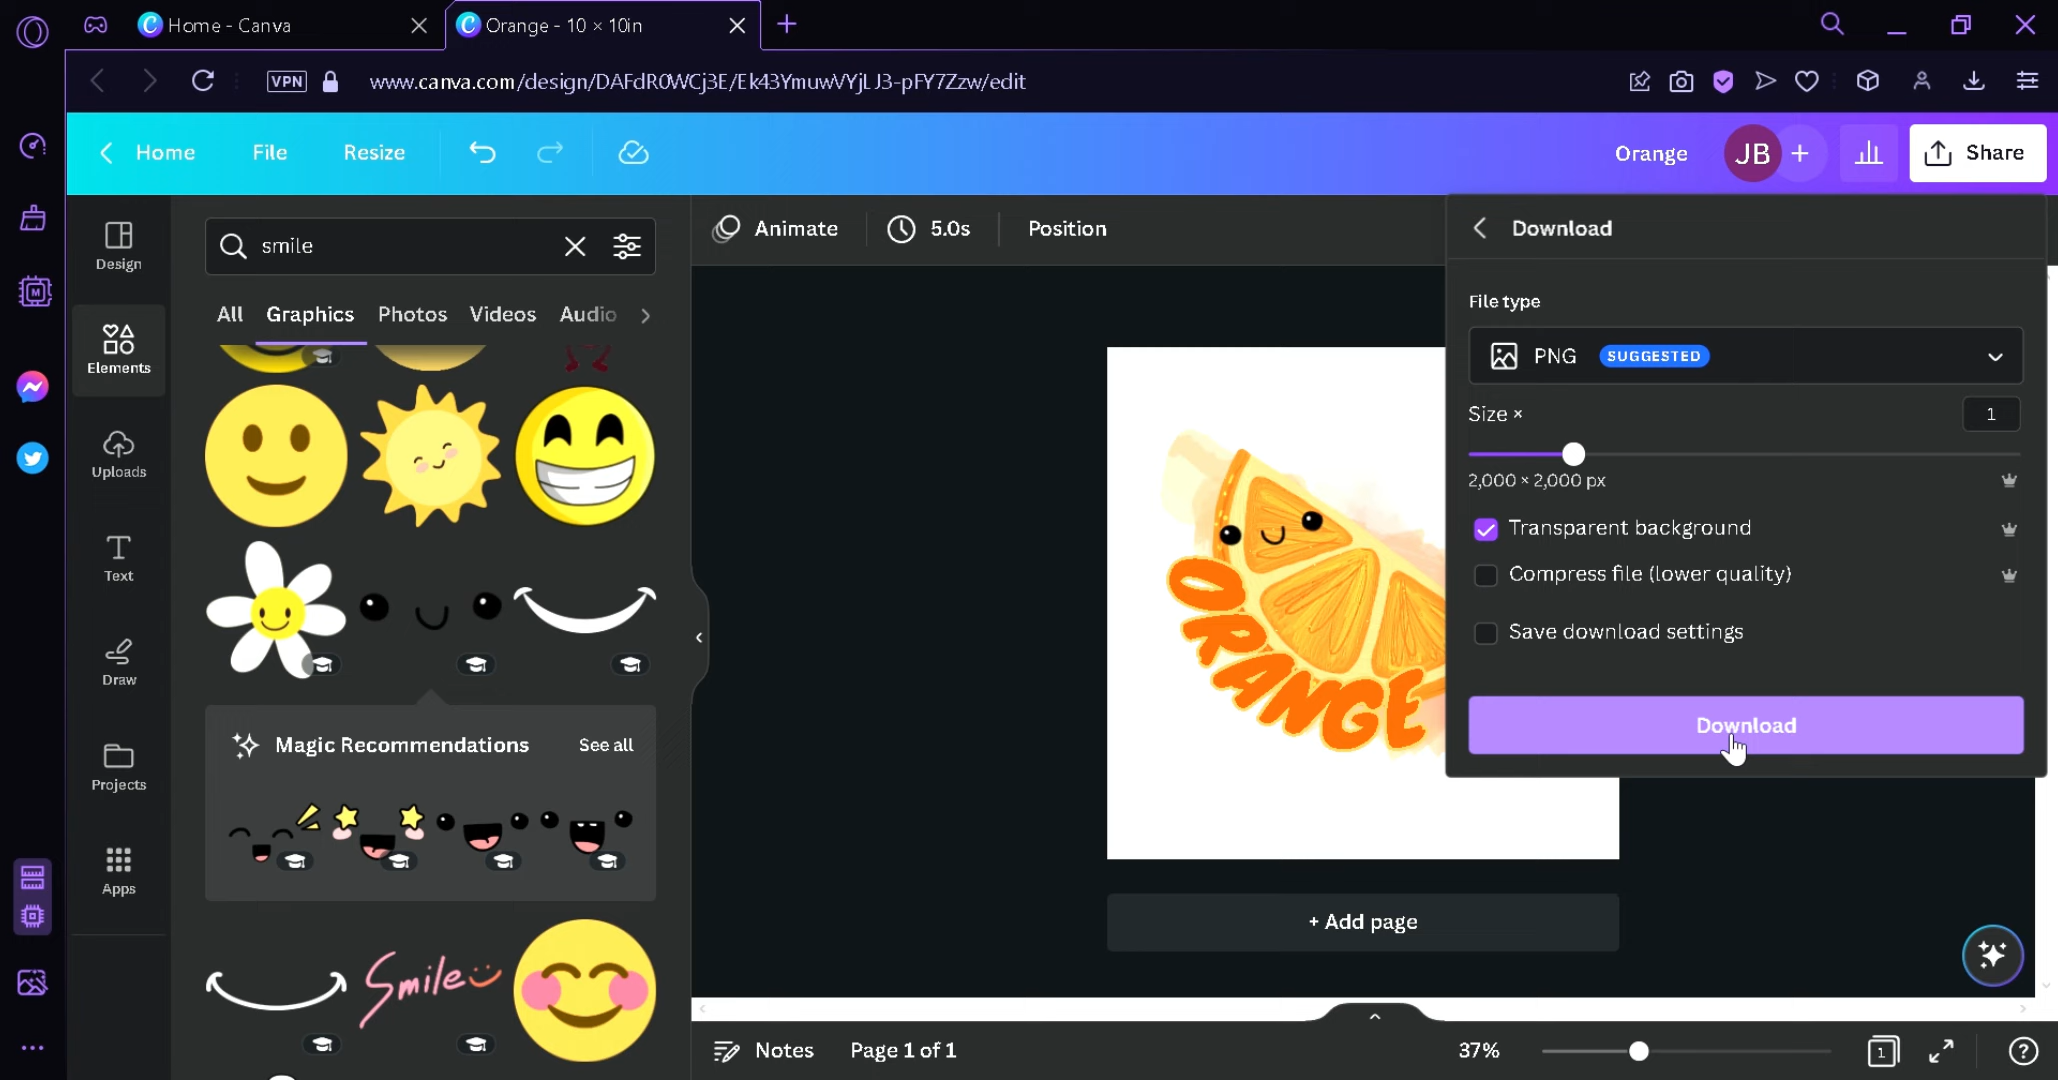 Home - Canva
Orange - 10 × 10in
VPN
www.canva.com/design/DAFdR0WCj3E/Ek43YmuwVYjLJ3-pFY7Zzw/edit
Home
File
Resize
Orange
JB
Share
Design
Elements
Uploads
Text
Draw
Projects
Apps
smile
All
Graphics
Photos
Videos
Audio
Magic Recommendations
See all
Smile
Animate
5.0s
Position
ORANGE
+ Add page
Download
File type
PNG
SUGGESTED
Size ×
1
2,000 × 2,000 px
Transparent background
Compress file (lower quality)
Save download settings
Download
Notes
Page 1 of 1
37%
1